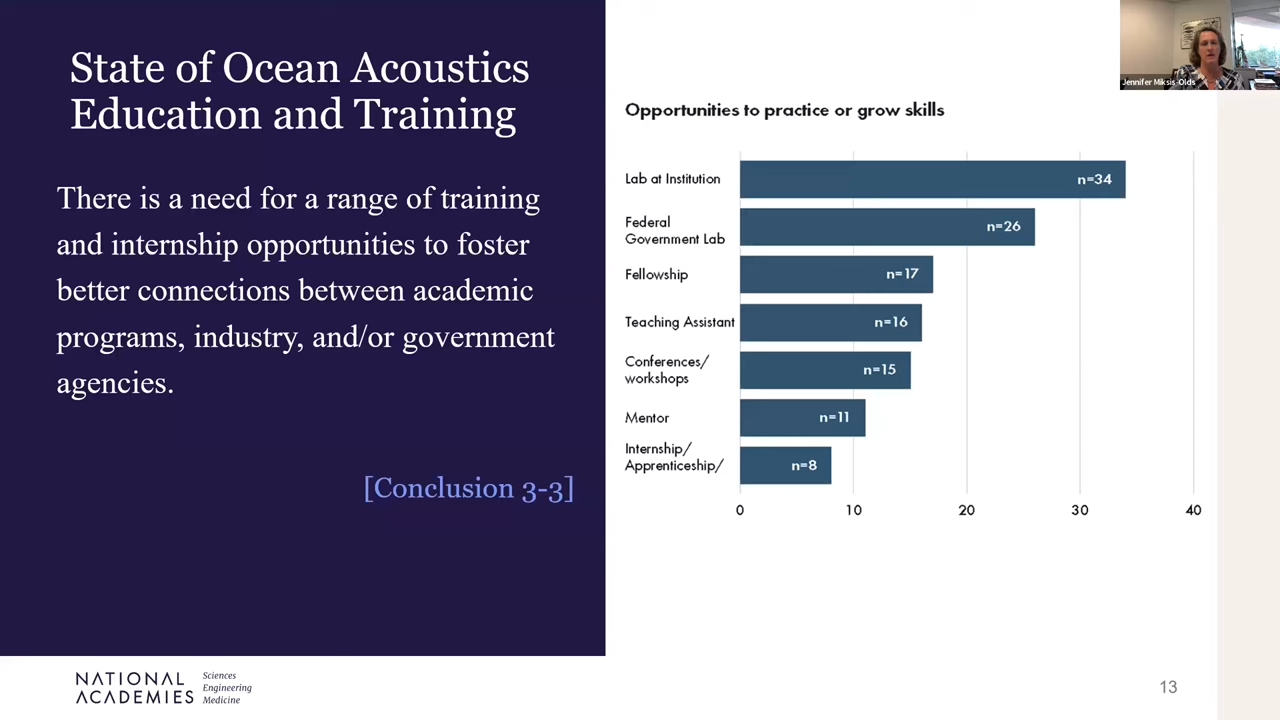 State of Ocean Acoustics
Education and Training
There is a need for a range of training
and internship opportunities to foster
better connections between academic
programs, industry, and/or government
agencies.
[Conclusion 3-3]
NATIONAL
ACADEMIES
Sciences
Engineering
Medicine
Jennifer Miksis-Olds
Opportunities to practice or grow skills
Lab at Institution
n=34
Federal
Government Lab
n=26
Fellowship
n=17
Teaching Assistant
n=16
Conferences/
workshops
n=15
Mentor
n=11
Internship/
Apprenticeship/
n=8
0 10 20 30 40
13